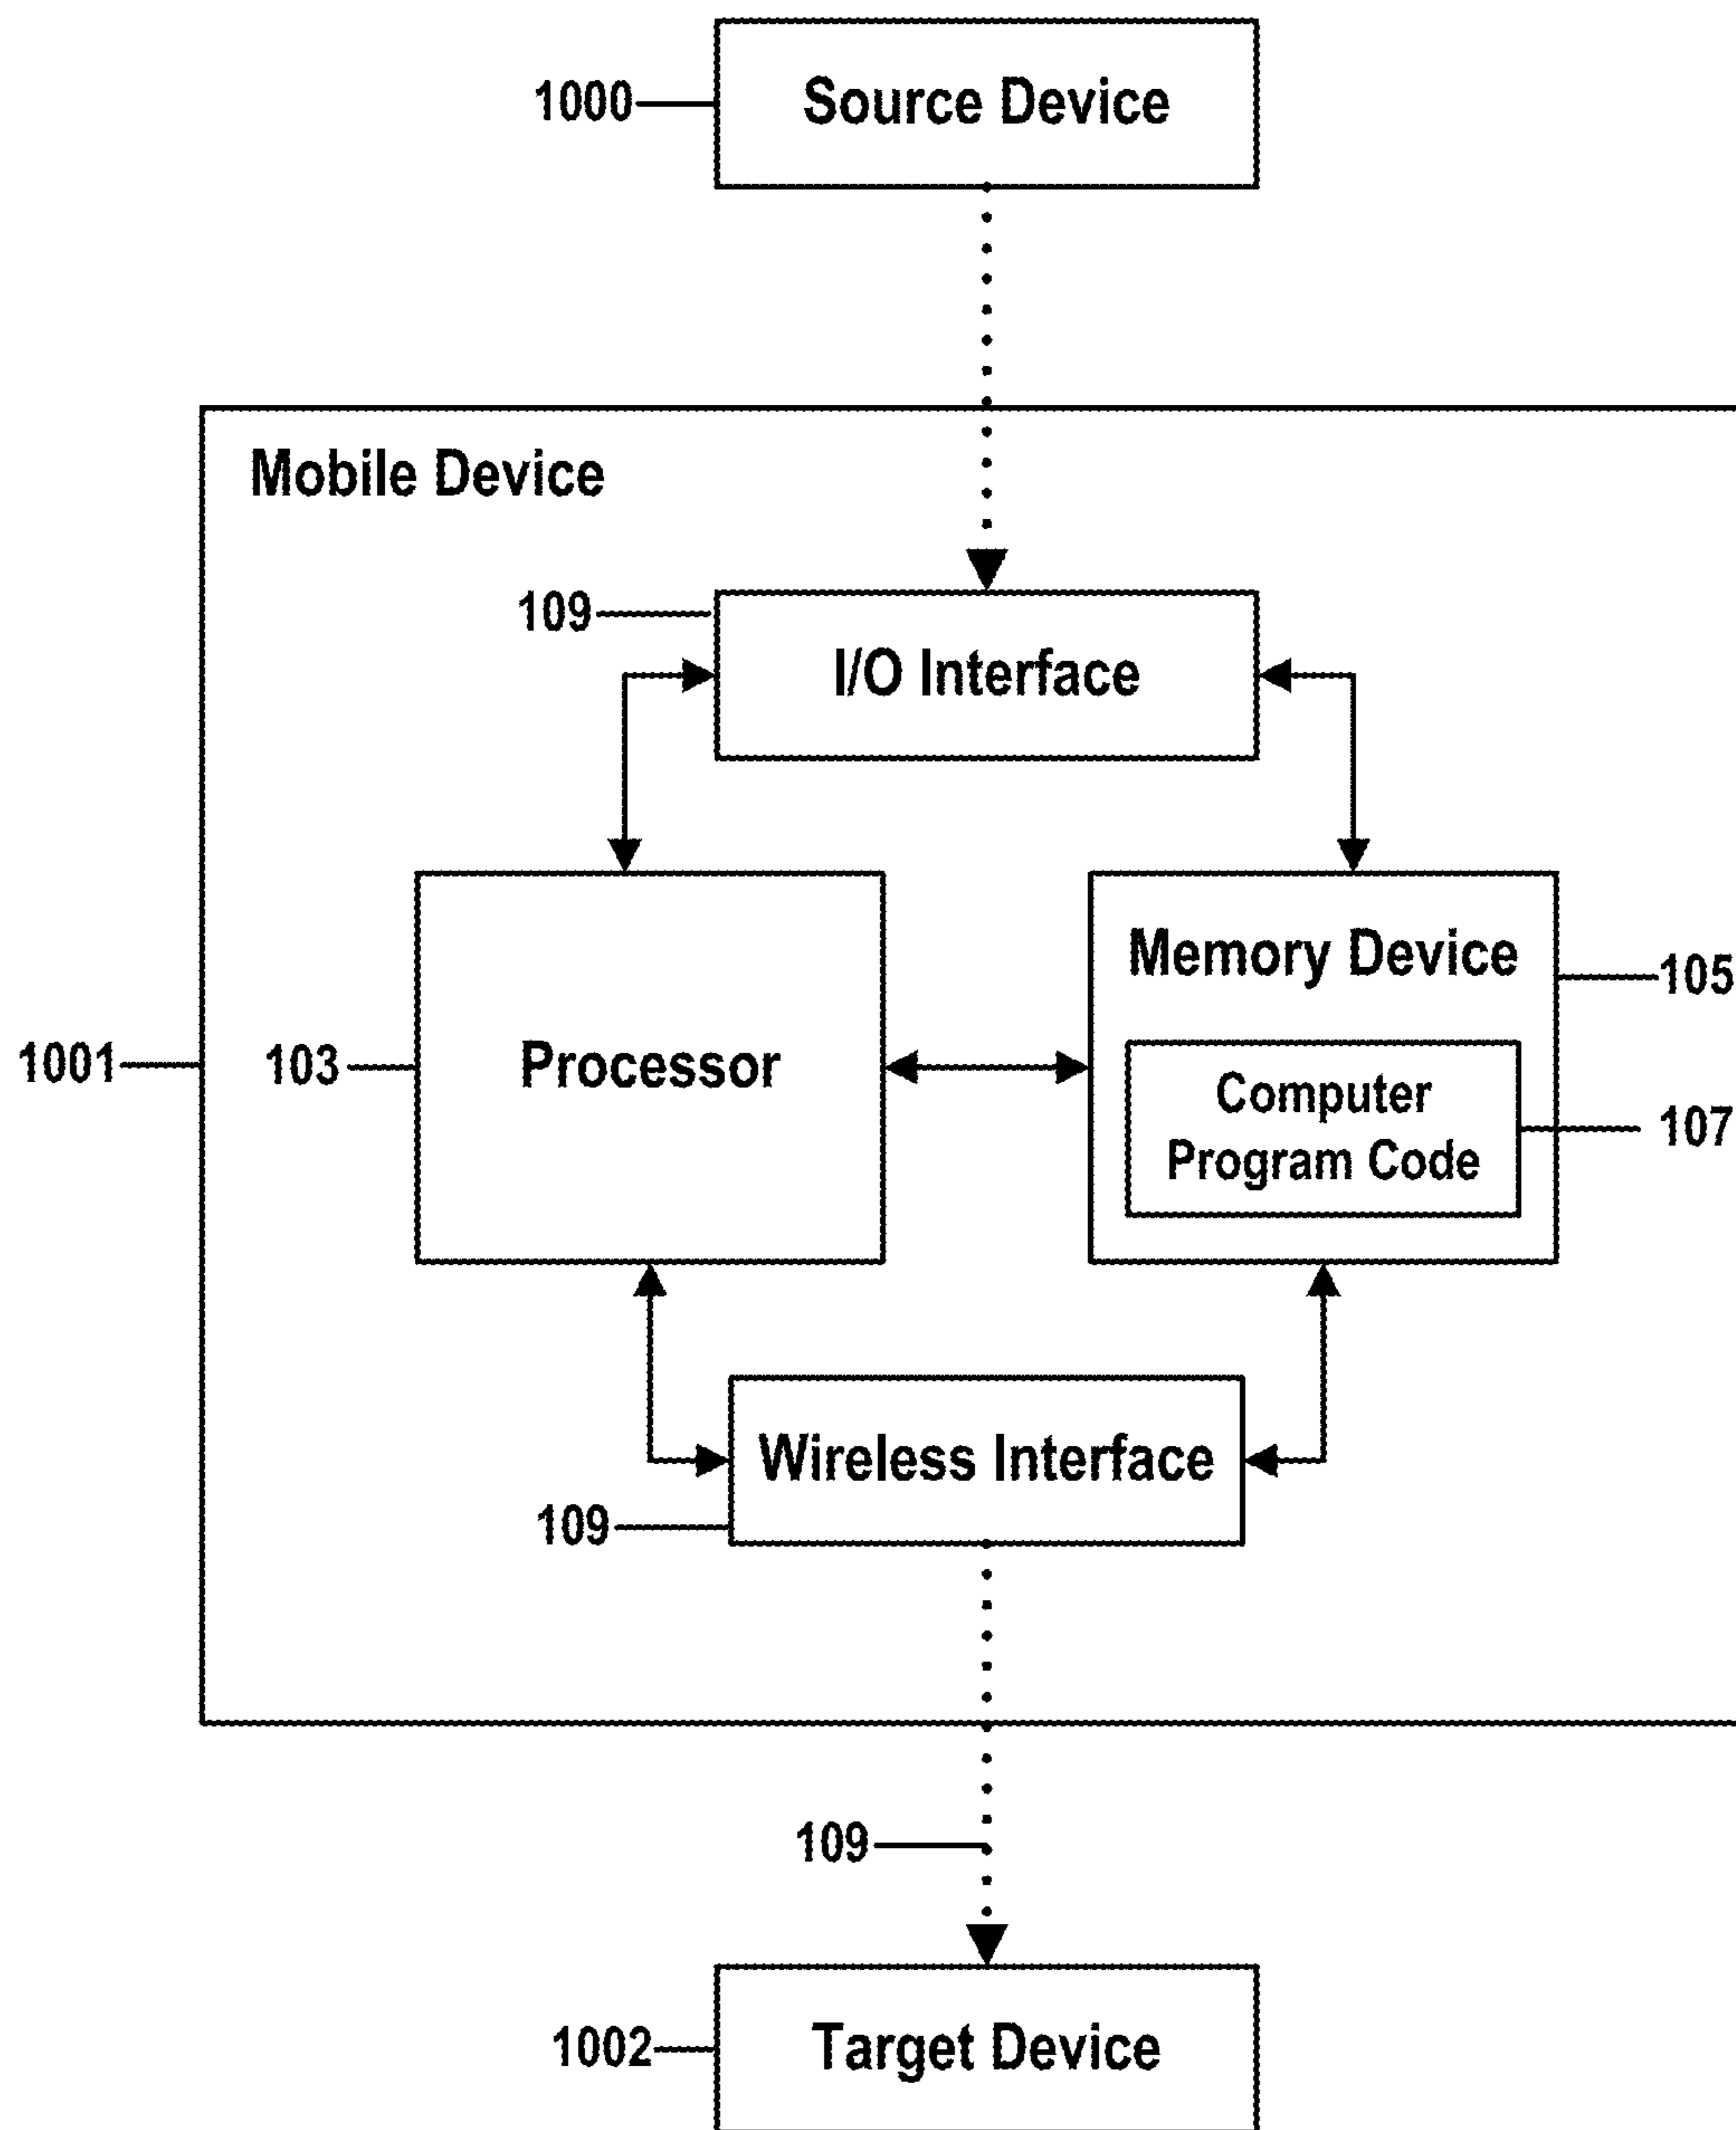 1000 Source Device
Mobile Device
109
I/O Interface
Memory Device
105
1001 103 Processor
Computer
107
Program Code
Wireless Interface
109
109
1002 Target Device